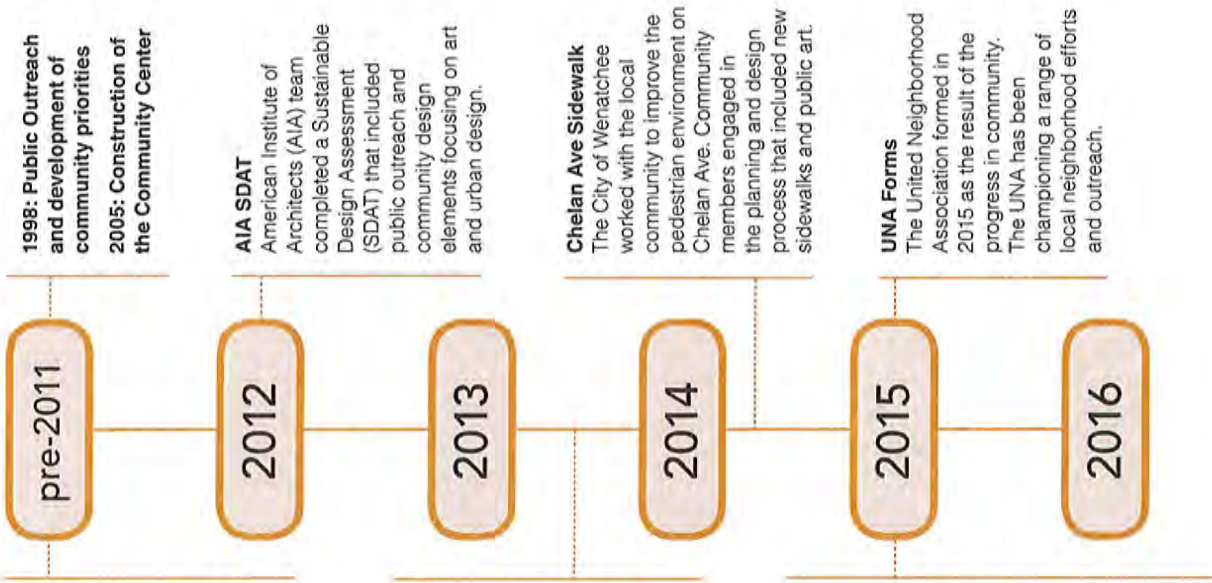 pre-2011
1998: Public Outreach
and development of
community priorities
2005: Construction of
the Community Center
2012
AIA SDAT
American Institute of
Architects (AIA) team
completed a Sustainable
Design Assessment
(SDAT) that included
public outreach and
community design
elements focusing on art
and urban design.
2013
2014
Chelan Ave Sidewalk
The City of Wenatchee
worked with the local
community to improve the
pedestrian environment on
Chelan Ave. Community
members engaged in
the planning and design
process that included new
sidewalks and public art.
2015
UNA Forms
The United Neighborhood
Association formed in
2015 as the result of the
progress in community.
The UNA has been
championing a range of
local neighborhood efforts
and outreach.
2016